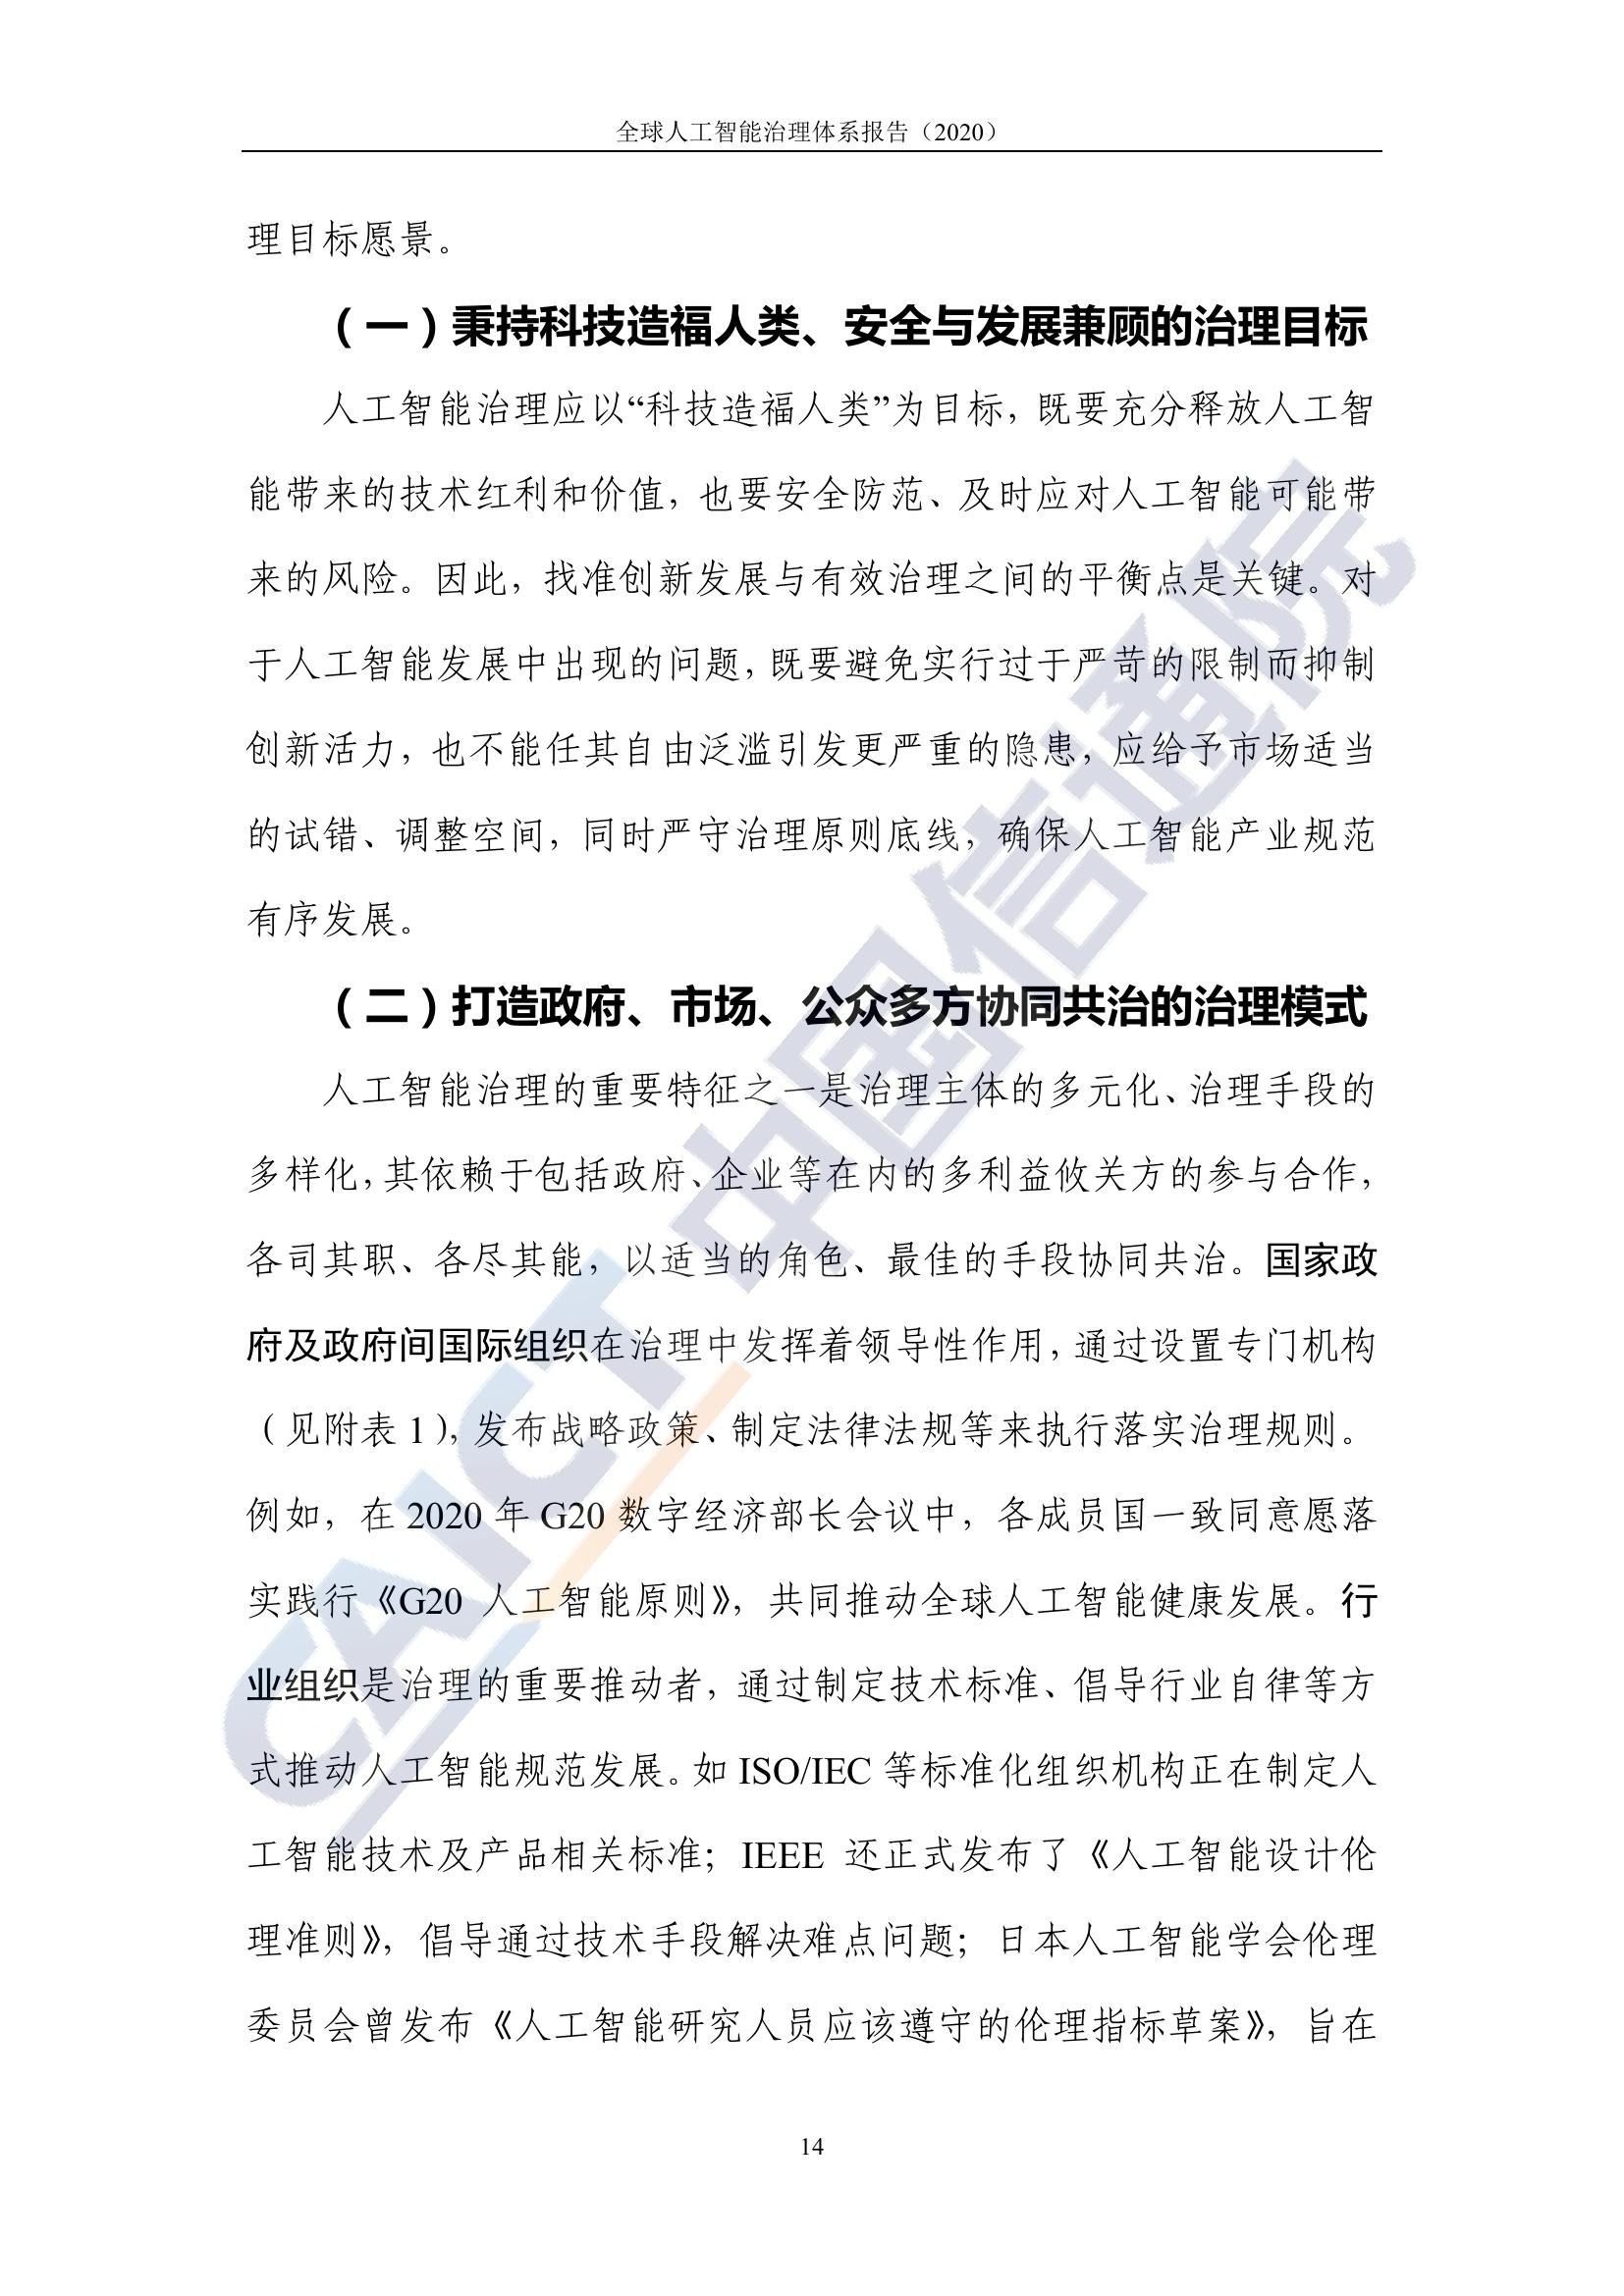 全球人工智能治理体系报告（2020）
理目标愿景。
（一）秉持科技造福人类、安全与发展兼顾的治理目标
人工智能治理应以“科技造福人类”为目标，既要充分释放人工智
能带来的技术红利和价值，也要安全防范、及时应对人工智能可能带
来的风险。因此，找准创新发展与有效治理之间的平衡点是关键。对
于人工智能发展中出现的问题，既要避免实行过于严苛的限制而抑制
创新活力，也不能任其自由泛滥引发更严重的隐患，应给予市场适当
的试错、调整空间，同时严守治理原则底线，确保人工智能产业规范
有序发展。
（二）打造政府、市场、公众多方协同共治的治理模式
人工智能治理的重要特征之一是治理主体的多元化、治理手段的
多样化，其依赖于包括政府、企业等在内的多利益攸关方的参与合作，
各司其职、各尽其能，以适当的角色、最佳的手段协同共治。国家政
府及政府间国际组织在治理中发挥着领导性作用，通过设置专门机构
（见附表 1），发布战略政策、制定法律法规等来执行落实治理规则。
例如，在 2020 年 G20 数字经济部长会议中，各成员国一致同意愿落
实践行《G20 人工智能原则》，共同推动全球人工智能健康发展。行
业组织是治理的重要推动者，通过制定技术标准、倡导行业自律等方
式推动人工智能规范发展。如 ISO/IEC 等标准化组织机构正在制定人
工智能技术及产品相关标准；IEEE 还正式发布了《人工智能设计伦
理准则》，倡导通过技术手段解决难点问题；日本人工智能学会伦理
委员会曾发布《人工智能研究人员应该遵守的伦理指标草案》，旨在
14
CAICT 中国信通院